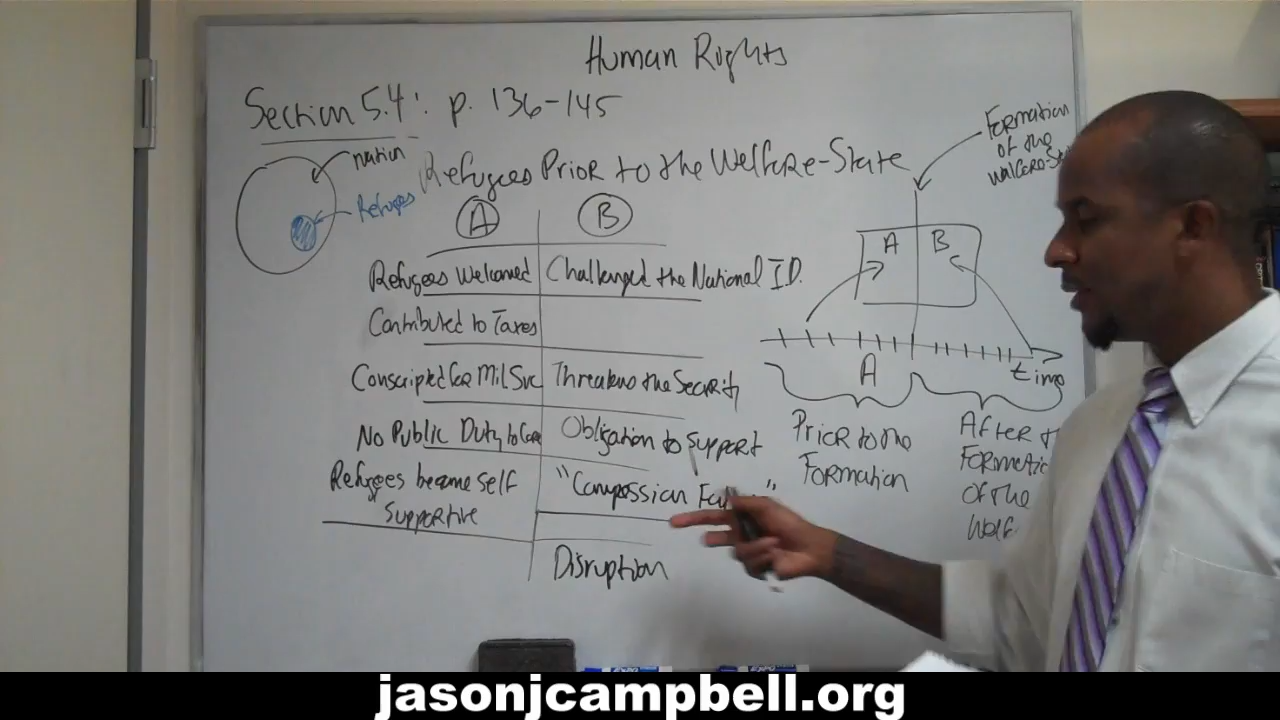 Human Rights
Section 5.4: p. 136-145
nation
Refugees
Refugees Prior to the Welfare-State
A
B
Refugees Welcomed
Challenged the National ID.
Contributed to Taxes
Conscripted for Mil Svc
Threatens the Security
No Public Duty to Care
Obligation to Support
Refugees became self
Supportive
"Compassion
Disruption
Formation
of the
A
B
time
A
Prior to the
Formation
After
of the
jasonjcampbell.org